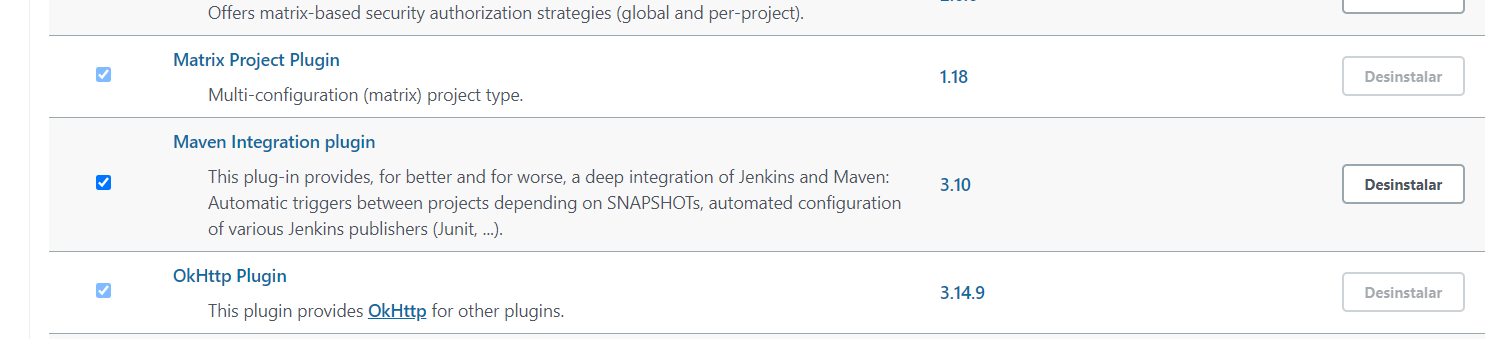 Offers matrix-based security authorization strategies (global and per-project).
Matrix Project Plugin
1.18
Desinstalar
Multi-configuration (matrix) project type.
Maven Integration plugin
This plug-in provides, for better and for worse, a deep integration of Jenkins and Maven:
3.10
Desinstalar
Automatic triggers between projects depending on SNAPSHOTs, automated configuration
of various Jenkins publishers (Junit, ...).
OkHttp Plugin
3.14.9
Desinstalar
This plugin provides OkHttp for other plugins.